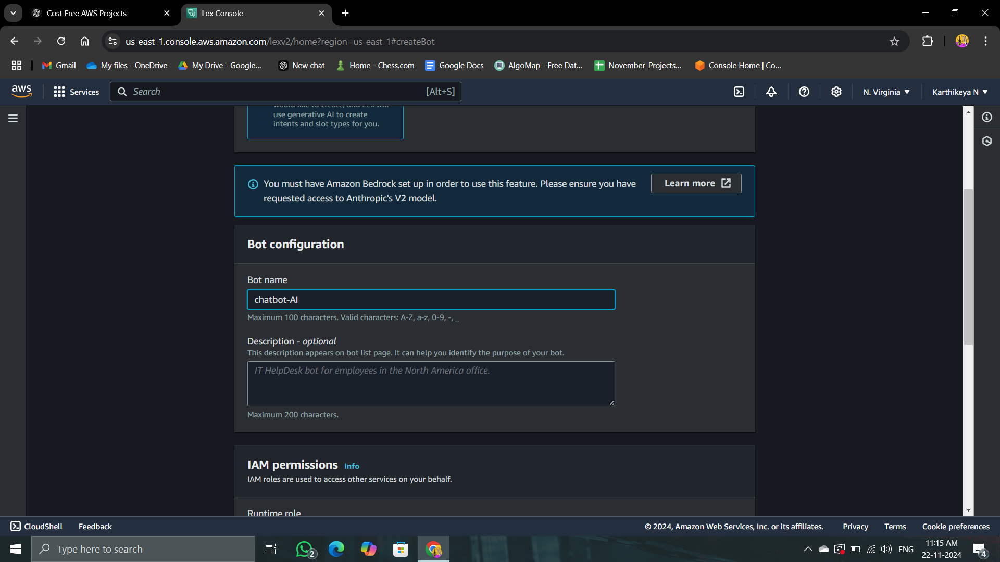 Cost Free AWS Projects
Lex Console
us-east-1.console.aws.amazon.com/lexv2/home?region=us-east-1#createBot
Gmail
My files - OneDrive
My Drive - Google...
New chat
Home - Chess.com
Google Docs
AlgoMap - Free Dat...
November_Projects...
Console Home | Co...
aws
Services
Search
[Alt+S]
N. Virginia
Karthikeya N
would like to create, and Lex will
use generative AI to create
intents and slot types for you.
You must have Amazon Bedrock set up in order to use this feature. Please ensure you have
requested access to Anthropic's V2 model.
Learn more
Bot configuration
Bot name
chatbot-AI
Maximum 100 characters. Valid characters: A-Z, a-z, 0-9, -, _
Description - optional
This description appears on bot list page. It can help you identify the purpose of your bot.
IT HelpDesk bot for employees in the North America office.
Maximum 200 characters.
IAM permissions Info
IAM roles are used to access other services on your behalf.
Runtime role
CloudShell
Feedback
© 2024, Amazon Web Services, Inc. or its affiliates.
Privacy
Terms
Cookie preferences
Type here to search
2
ENG
11:15 AM
22-11-2024
4